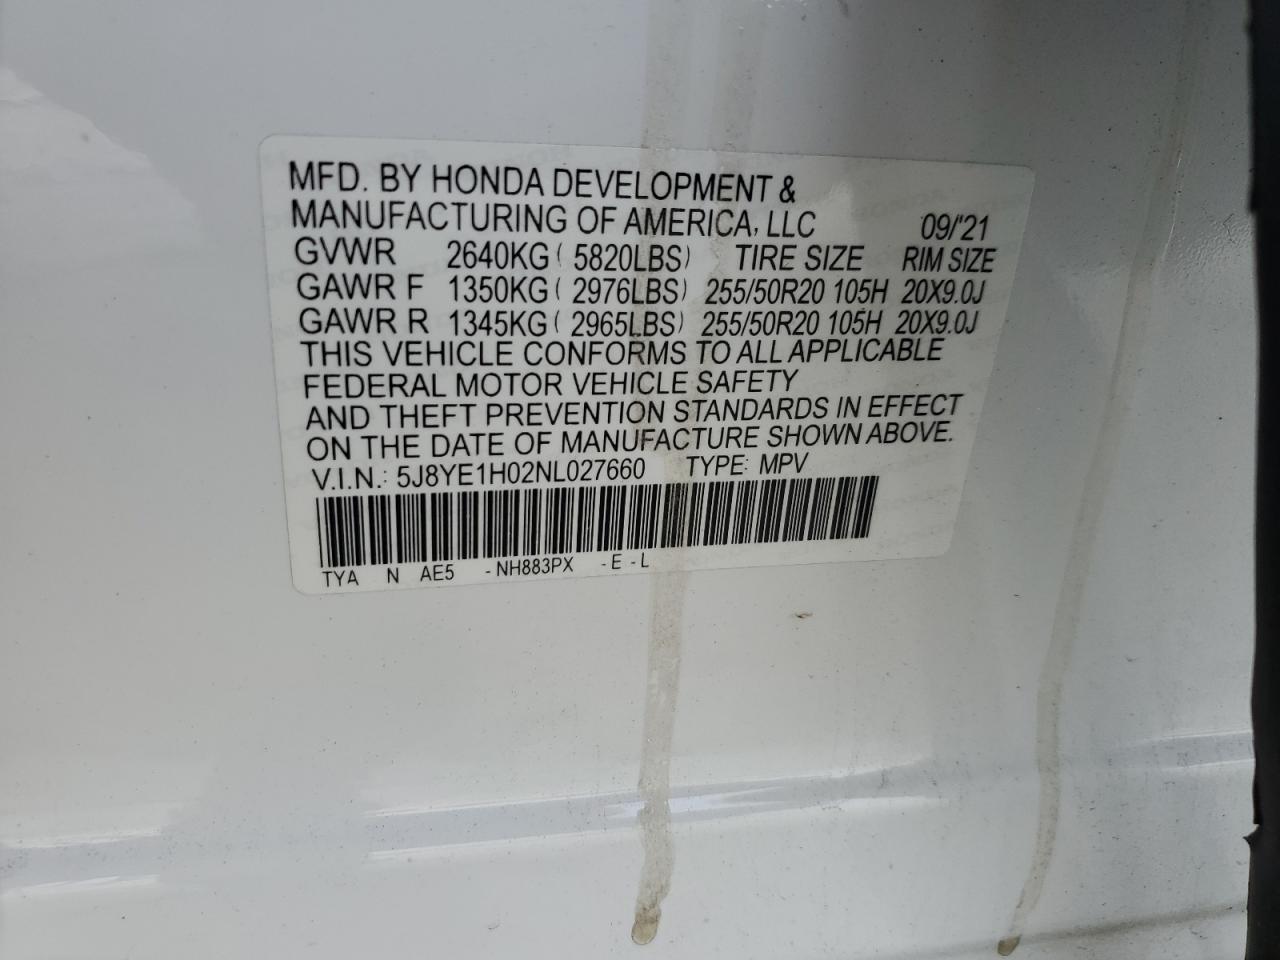 MFD. BY HONDA DEVELOPMENT &
MANUFACTURING OF AMERICA, LLC 09/'21
GVWR 2640KG ( 5820LBS) TIRE SIZE RIM SIZE
GAWR F 1350KG ( 2976LBS) 255/50R20 105H 20X9.0J
GAWR R 1345KG ( 2965LBS) 255/50R20 105H 20X9.0J
THIS VEHICLE CONFORMS TO ALL APPLICABLE
FEDERAL MOTOR VEHICLE SAFETY
AND THEFT PREVENTION STANDARDS IN EFFECT
ON THE DATE OF MANUFACTURE SHOWN ABOVE.
V.I.N.: 5J8YE1H02NL027660 TYPE: MPV
TYA N AE5 -NH883PX -E -L